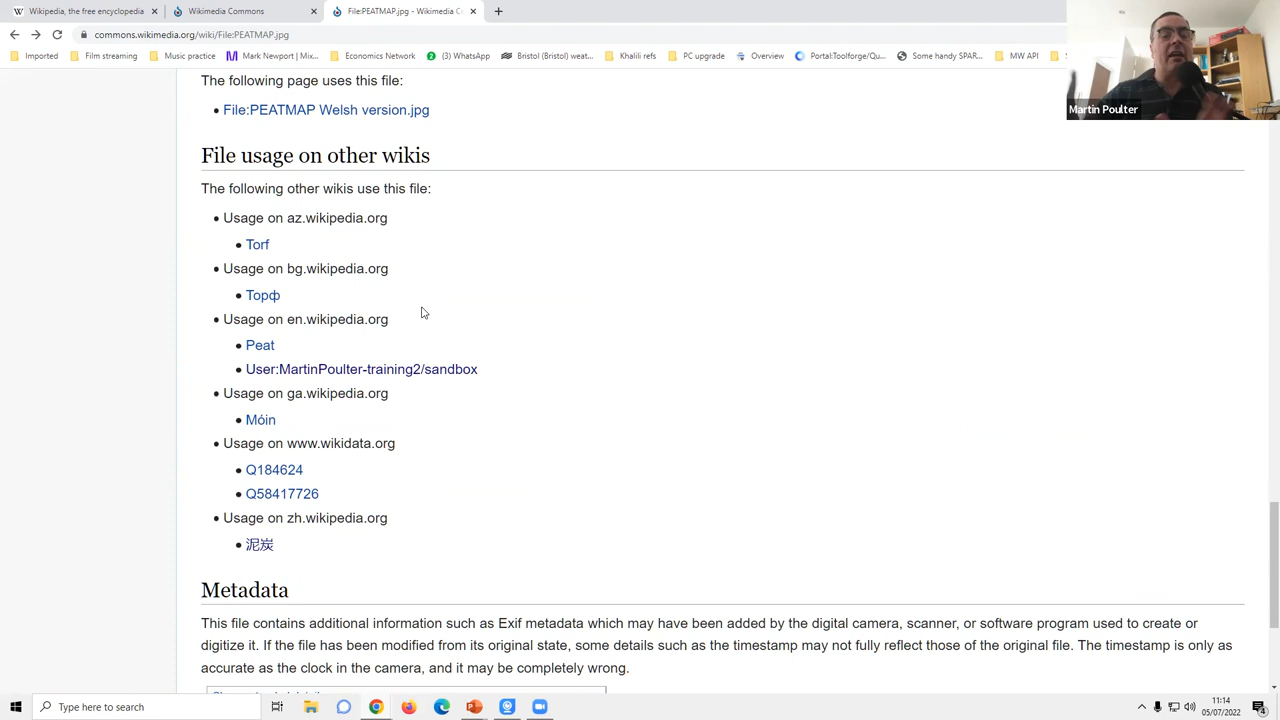 Wikipedia, the free encyclopedia
Wikimedia Commons
File:PEATMAP.jpg - Wikimedia C
commons.wikimedia.org/wiki/File:PEATMAP.jpg
Imported
Film streaming
Music practice
Mark Newport | Mix...
Economics Network
(3) WhatsApp
Bristol (Bristol) weat...
Khalili refs
PC upgrade
Overview
Portal:Toolforge/Qu...
Some handy SPAR...
MW API
Martin Poulter
The following page uses this file:
File:PEATMAP Welsh version.jpg
File usage on other wikis
The following other wikis use this file:
Usage on az.wikipedia.org
Torf
Usage on bg.wikipedia.org
Торф
Usage on en.wikipedia.org
Peat
User:MartinPoulter-training2/sandbox
Usage on ga.wikipedia.org
Móin
Usage on www.wikidata.org
Q184624
Q58417726
Usage on zh.wikipedia.org
泥炭
Metadata
This file contains additional information such as Exif metadata which may have been added by the digital camera, scanner, or software program used to create or
digitize it. If the file has been modified from its original state, some details such as the timestamp may not fully reflect those of the original file. The timestamp is only as
accurate as the clock in the camera, and it may be completely wrong.
Type here to search
11:14
05/07/2022
4